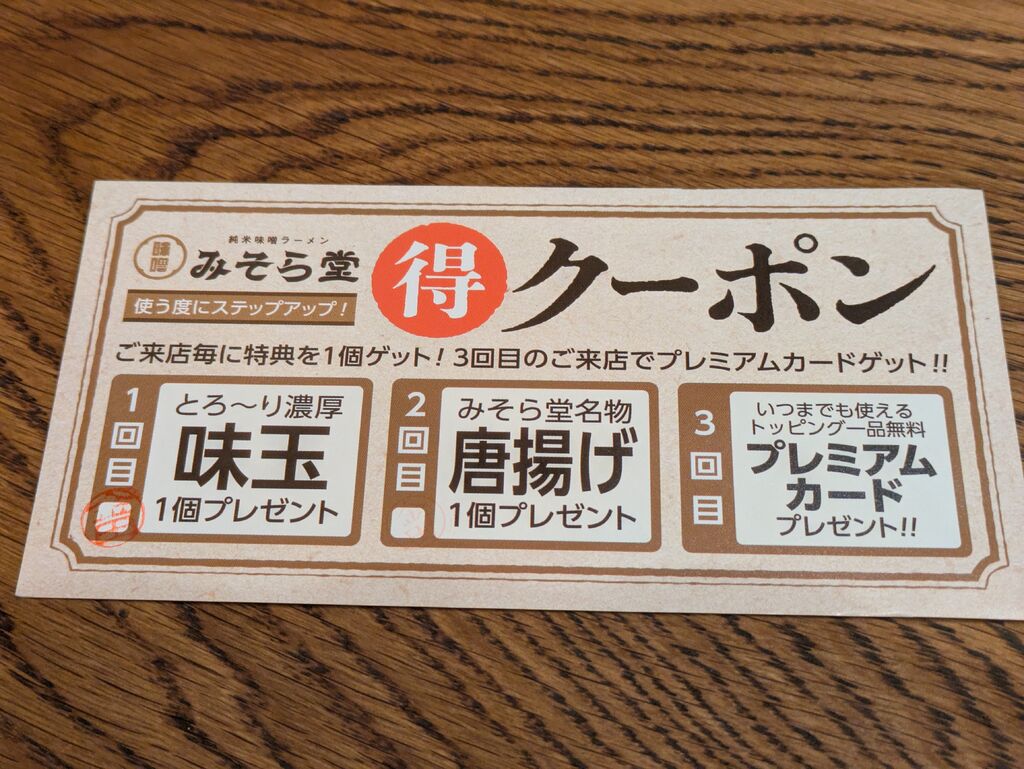 味噌
純米味噌ラーメン
みそら堂
使う度にステップアップ!
得 クーポン
ご来店毎に特典を1個ゲット! 3回目のご来店でプレミアムカードゲット!!
1回目
とろ〜り濃厚
味玉
1個プレゼント
2回目
みそら堂名物
唐揚げ
1個プレゼント
3回目
いつまでも使える
トッピング一品無料
プレミアム
カード
プレゼント!!